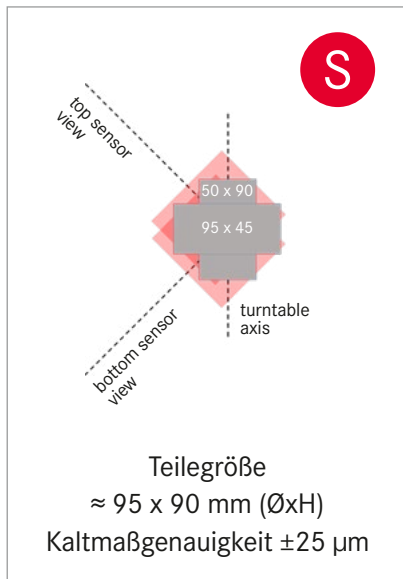 S
top sensor
view
50 x 90
95 x 45
turntable
axis
bottom sensor
view
Teilegröße
≈ 95 x 90 mm (ØxH)
Kaltmaßgenauigkeit ±25 µm